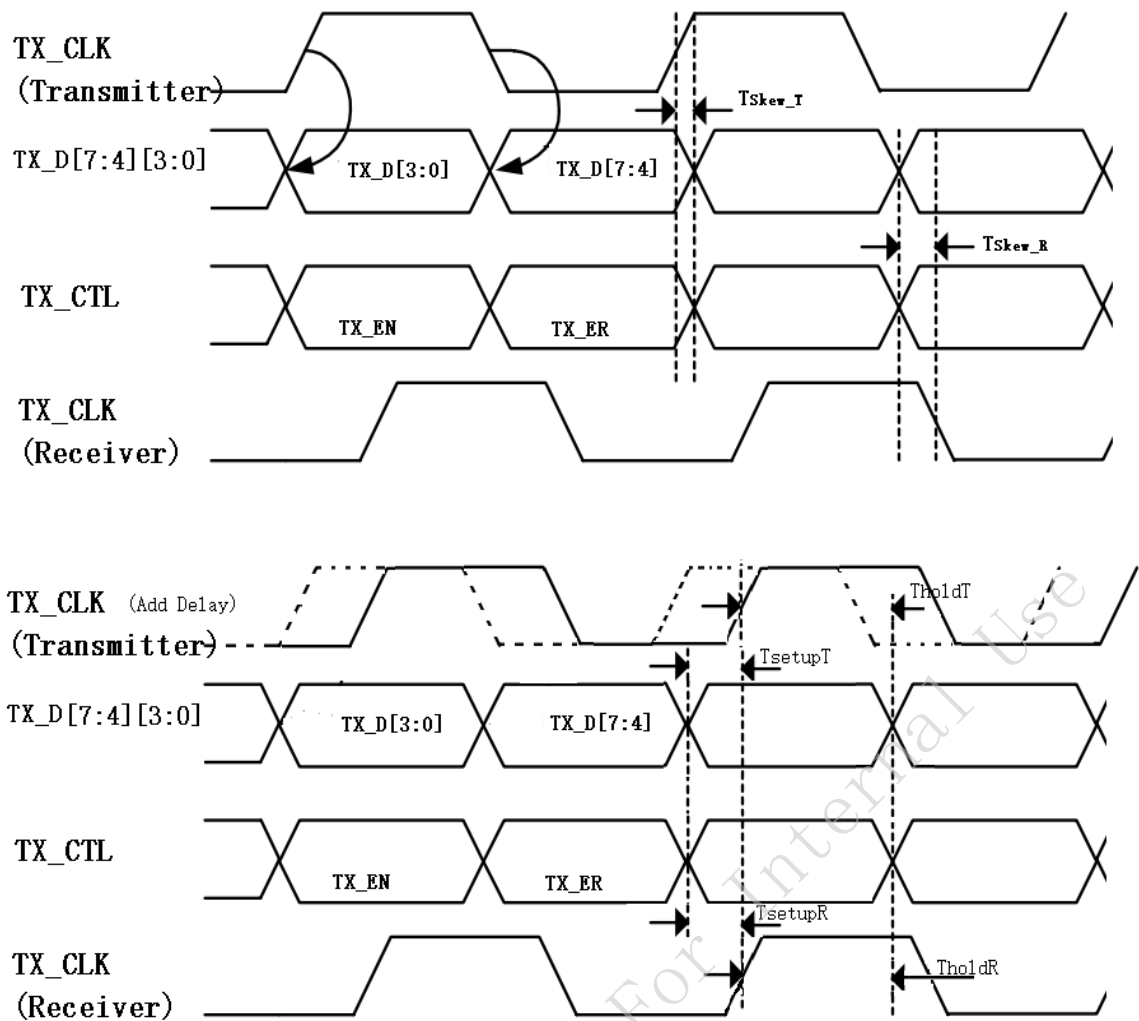 TX_CLK
(Transmitter)
Tskew_T
TX_D[7:4][3:0]
TX_D[3:0]
TX_D[7:4]
Tskew_R
TX_CTL
TX_EN
TX_ER
TX_CLK
(Receiver)
TX_CLK (Add Delay)
(Transmitter)
TholdT
TsetupT
TX_D[7:4][3:0]
TX_D[3:0]
TX_D[7:4]
TX_CTL
TX_EN
TX_ER
TsetupR
TX_CLK
(Receiver)
TholdR
For Internal Use